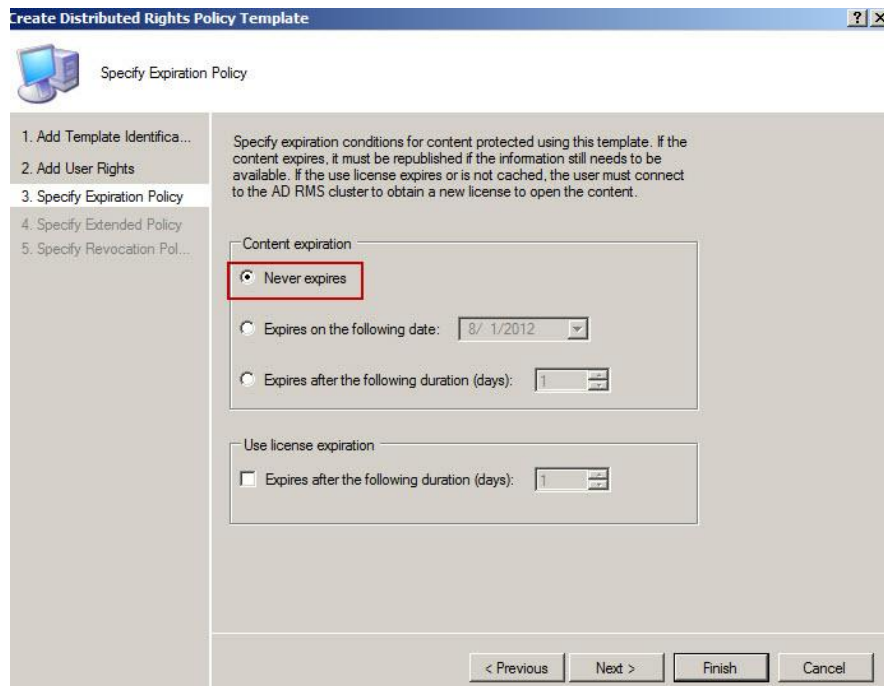 Create Distributed Rights Policy Template
Specify Expiration Policy
1. Add Template Identifica...
2. Add User Rights
3. Specify Expiration Policy
4. Specify Extended Policy
5. Specify Revocation Pol...
Specify expiration conditions for content protected using this template. If the
content expires, it must be republished if the information still needs to be
available. If the use license expires or is not cached, the user must connect
to the AD RMS cluster to obtain a new license to open the content.
Content expiration
Never expires
Expires on the following date: 8/ 1/2012
Expires after the following duration (days): 1
Use license expiration
Expires after the following duration (days): 1
< Previous Next > Finish Cancel